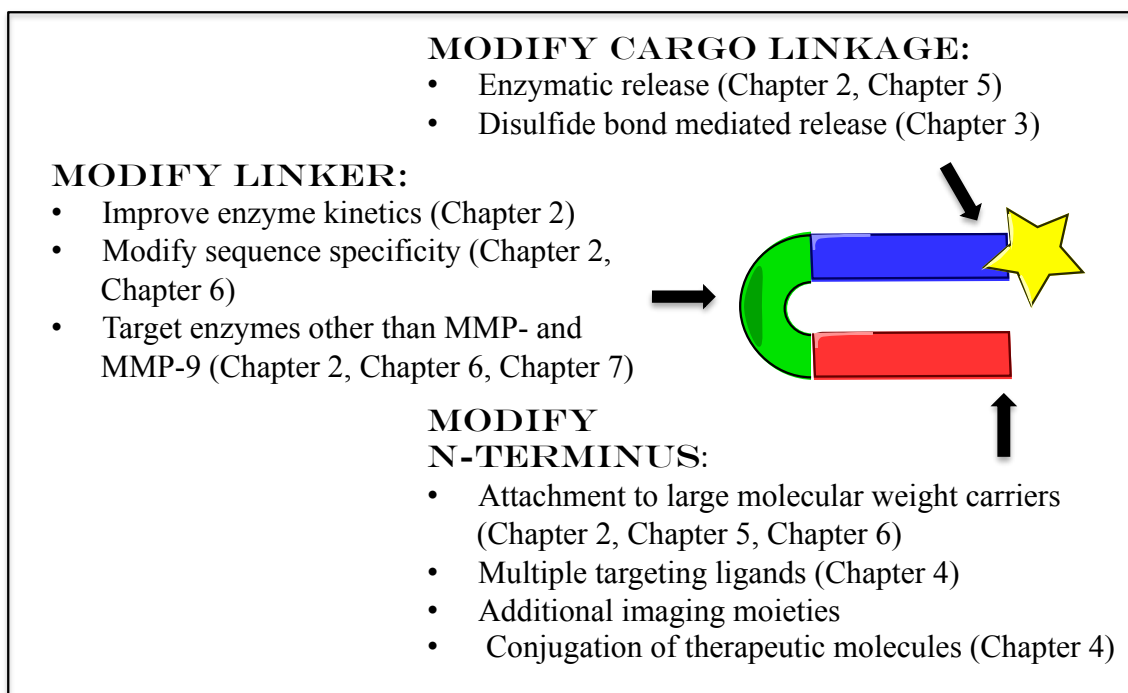 MODIFY CARGO LINKAGE:
• Enzymatic release (Chapter 2, Chapter 5)
• Disulfide bond mediated release (Chapter 3)
MODIFY LINKER:
• Improve enzyme kinetics (Chapter 2)
• Modify sequence specificity (Chapter 2,
Chapter 6)
• Target enzymes other than MMP- and
MMP-9 (Chapter 2, Chapter 6, Chapter 7)
MODIFY
N-TERMINUS:
• Attachment to large molecular weight carriers
(Chapter 2, Chapter 5, Chapter 6)
• Multiple targeting ligands (Chapter 4)
• Additional imaging moieties
• Conjugation of therapeutic molecules (Chapter 4)